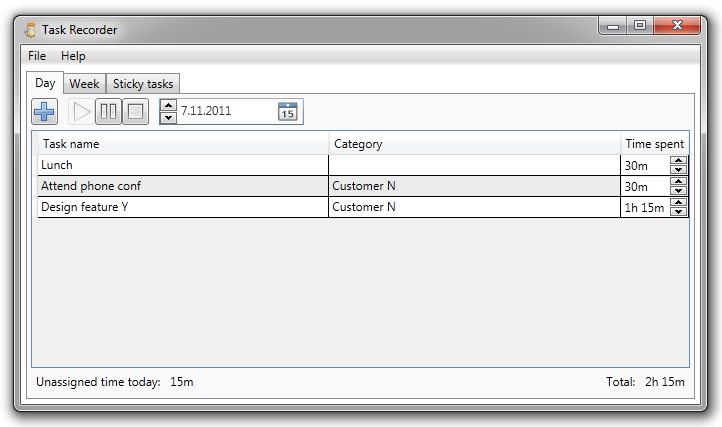 Task Recorder
File Help
Day Week Sticky tasks
7.11.2011 15
Task name Category Time spent
Lunch 30m
Attend phone conf Customer N 30m
Design feature Y Customer N 1h 15m
Unassigned time today: 15m Total: 2h 15m